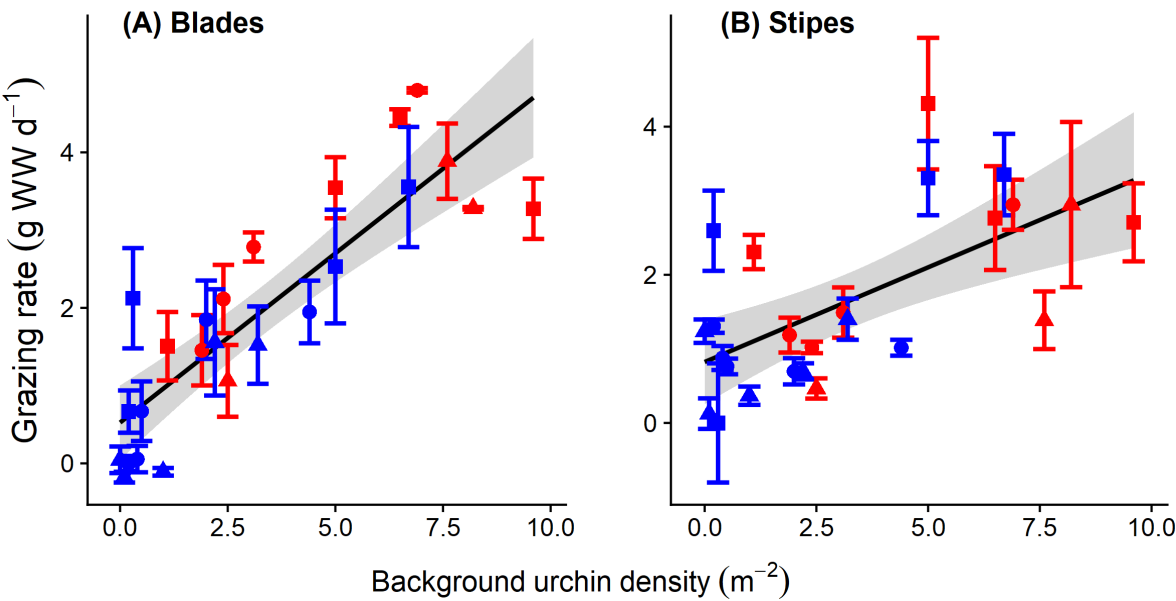 (A) Blades
(B) Stipes
Grazing rate (g WW d⁻¹)
4
2
0
4
2
0
0.0 2.5 5.0 7.5 10.0
0.0 2.5 5.0 7.5 10.0
Background urchin density (m⁻²)